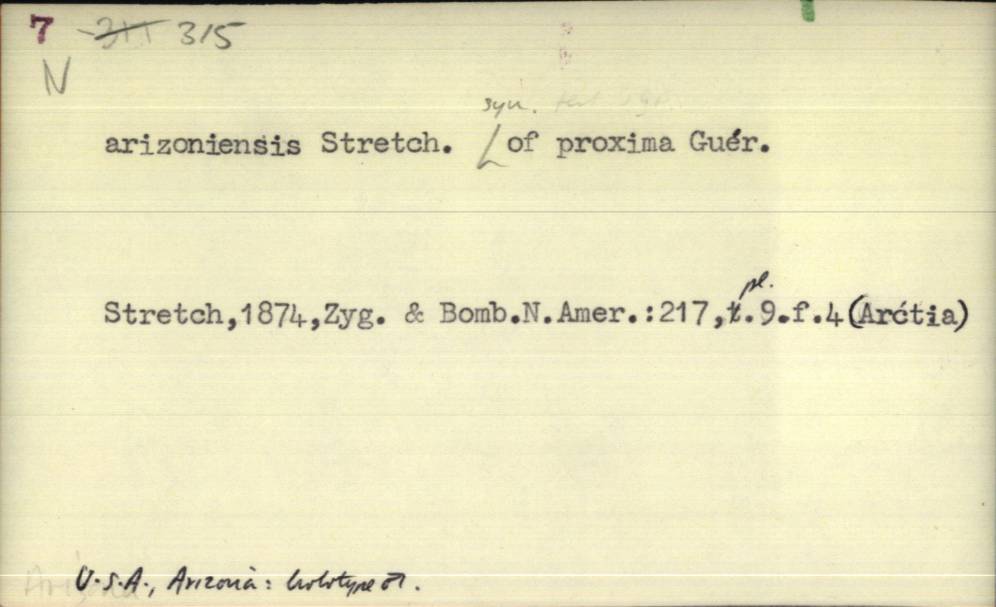 7 311 315
N
syn.
arizoniensis Stretch. of proxima Guér.
pl.
Stretch,1874,Zyg. & Bomb.N.Amer.:217,t.9.f.4(Arctia)
Arizona
U.S.A., Arizona: holotype ♂.